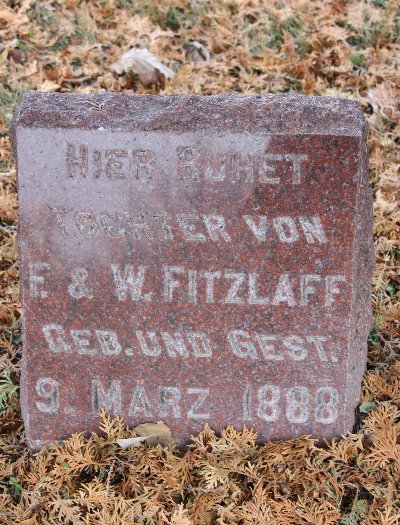 HIER RUHET
TOCHTER VON
F. & W. FITZLAFF
GEB. UND GEST.
9. MARZ 1888